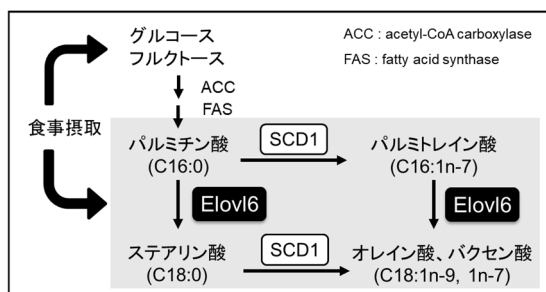 グルコース
フルクトース
ACC : acetyl-CoA carboxylase
FAS : fatty acid synthase
ACC
FAS
食事摂取
パルミチン酸
(C16:0)
SCD1
パルミトレイン酸
(C16:1n-7)
Elovl6
Elovl6
ステアリン酸
(C18:0)
SCD1
オレイン酸、バクセン酸
(C18:1n-9, 1n-7)